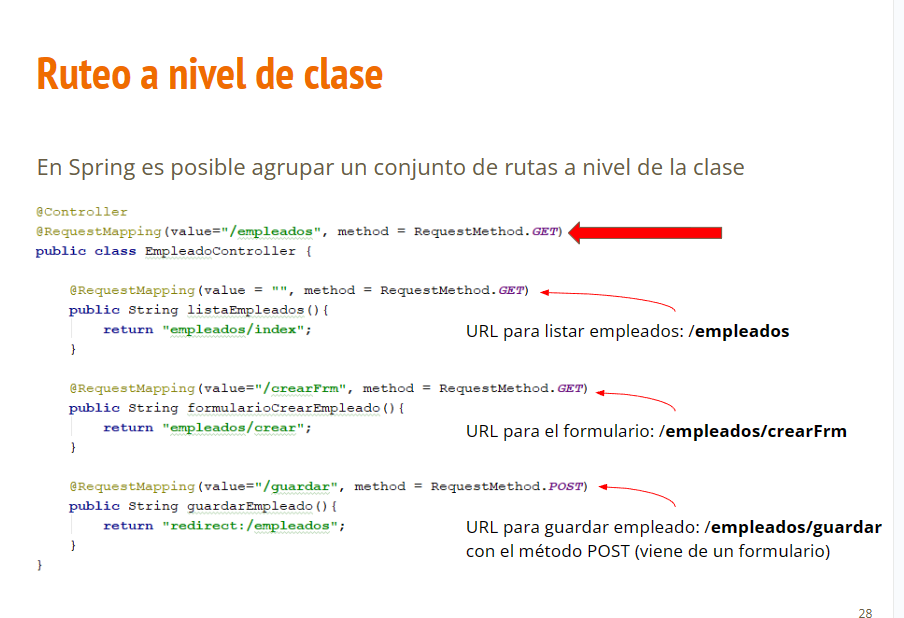 Ruteo a nivel de clase
En Spring es posible agrupar un conjunto de rutas a nivel de la clase
@Controller
@RequestMapping(value="/empleados", method = RequestMethod.GET)
public class EmpleadoController {
@RequestMapping(value = "", method = RequestMethod.GET)
public String listaEmpleados(){
return "empleados/index";
}
URL para listar empleados: /empleados
@RequestMapping(value="/crearFrm", method = RequestMethod.GET)
public String formularioCrearEmpleado(){
return "empleados/crear";
}
URL para el formulario: /empleados/crearFrm
@RequestMapping(value="/guardar", method = RequestMethod.POST)
public String guardarEmpleado(){
return "redirect:/empleados";
}
URL para guardar empleado: /empleados/guardar
con el método POST (viene de un formulario)
}
28